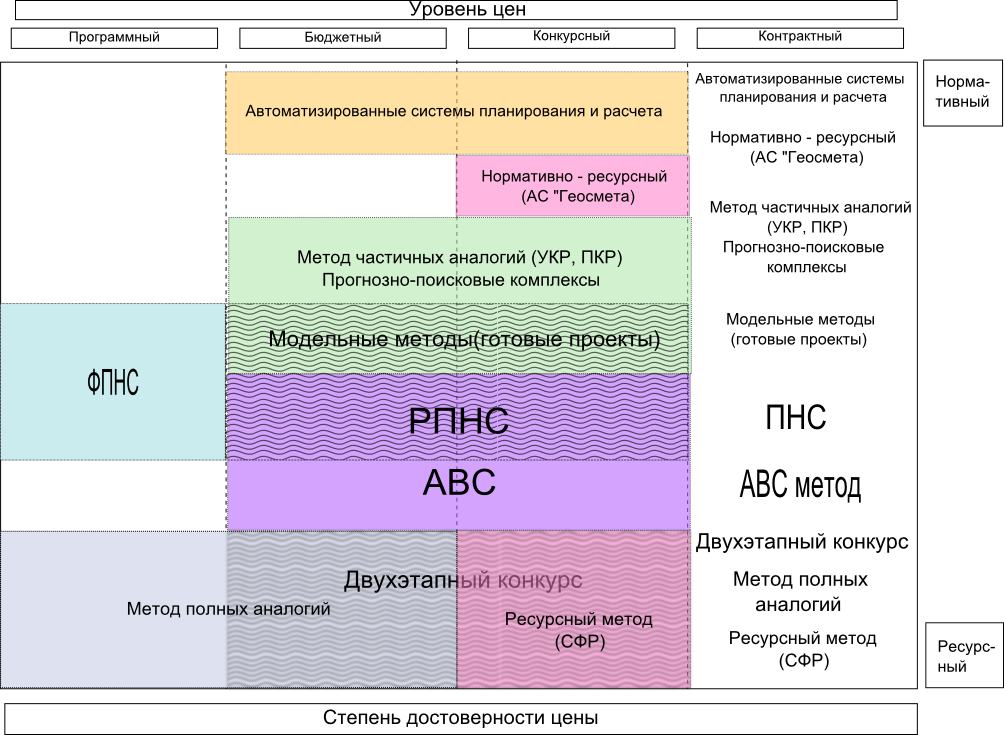 Уровень цен
Программный
Бюджетный
Конкурсный
Контрактный
Автоматизированные системы планирования и расчета
Автоматизированные системы
планирования и расчета
Норма-
тивный
Нормативно - ресурсный
(АС "Геосмета)
Нормативно - ресурсный
(АС "Геосмета)
Метод частичных аналогий (УКР, ПКР)
Прогнозно-поисковые комплексы
Метод частичных аналогий
(УКР, ПКР)
Прогнозно-поисковые
комплексы
Модельные методы(готовые проекты)
Модельные методы
(готовые проекты)
ФПНС
РПНС
ПНС
АВС
АВС метод
Двухэтапный конкурс
Двухэтапный конкурс
Метод полных аналогий
Ресурсный метод
(СФР)
Метод полных
аналогий
Ресурсный метод
(СФР)
Ресурс-
ный
Степень достоверности цены